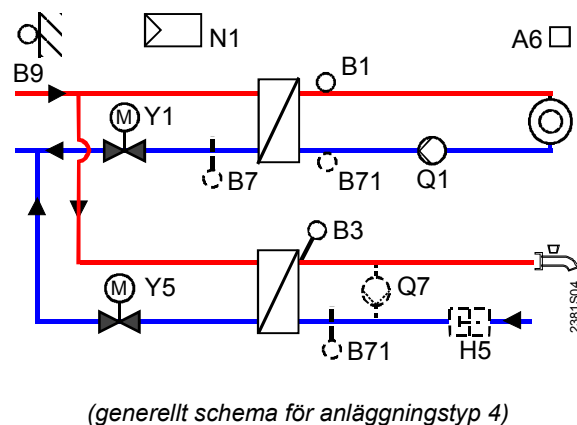 N1
A6
B9
B1
M
Y1
B7
B71
Q1
B3
M
Y5
Q7
B71
H5
2381S04
(generellt schema för anläggningstyp 4)